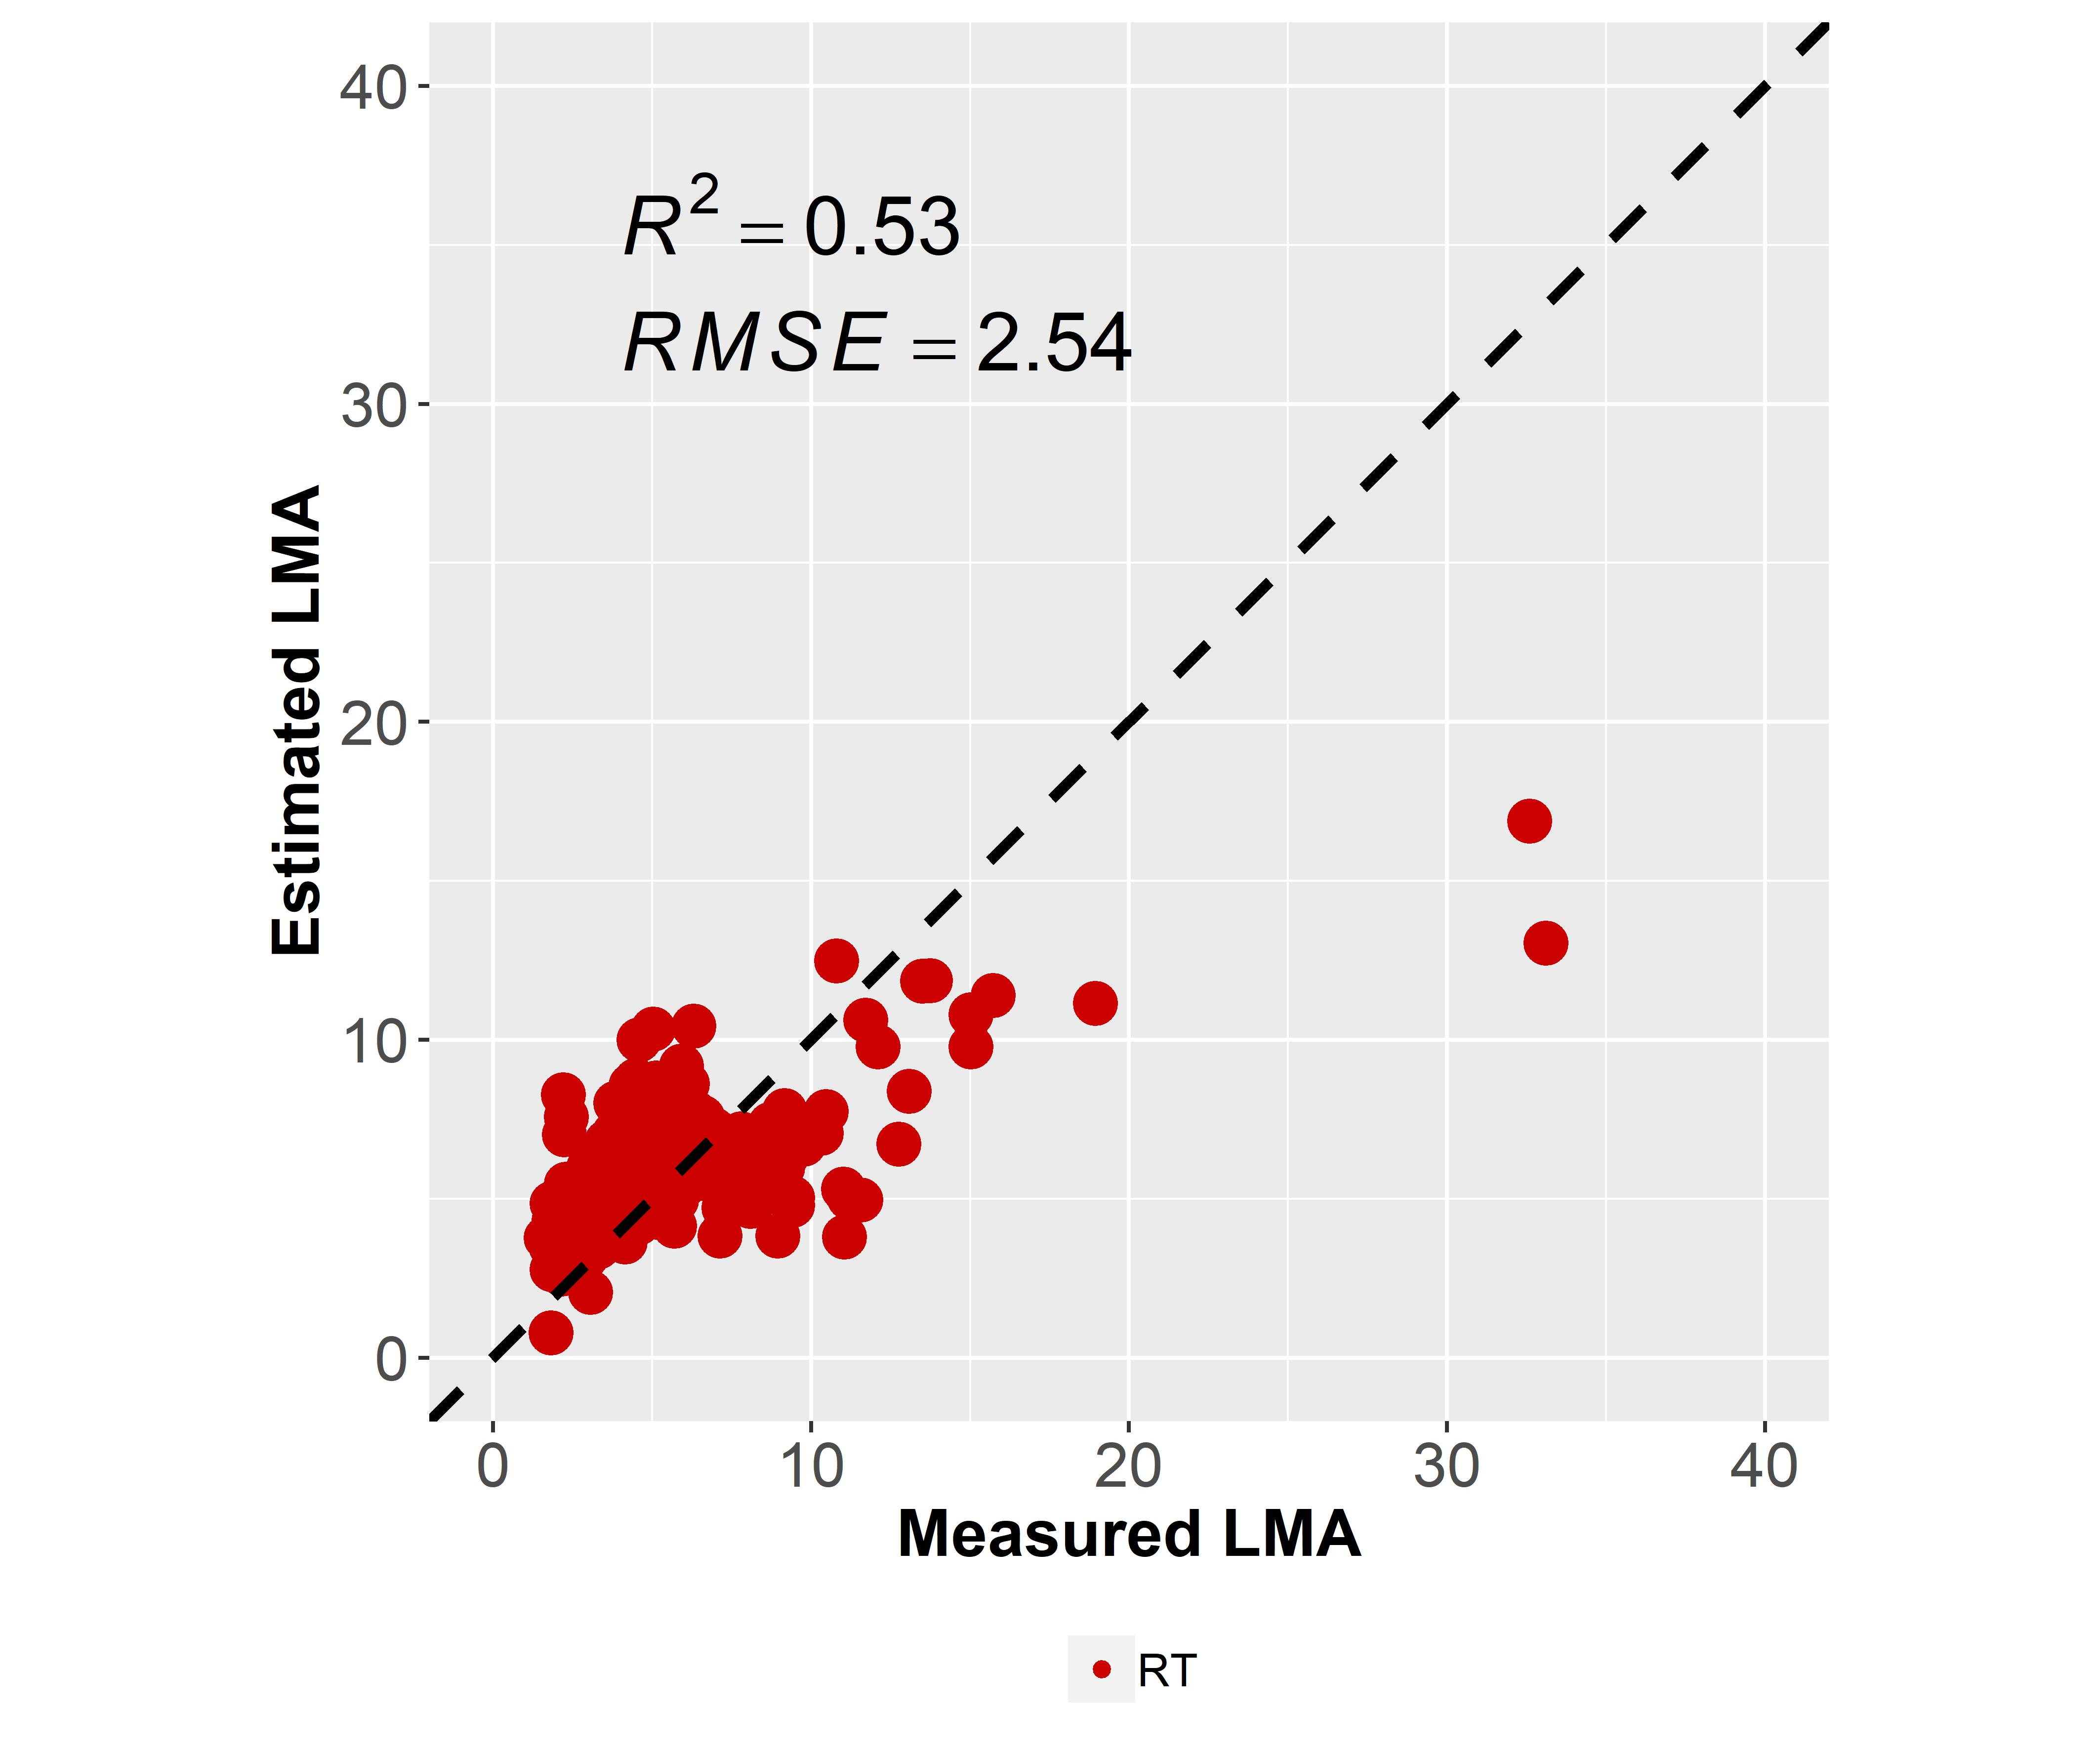 40
30
20
10
0
Estimated LMA
R² = 0.53
RMSE = 2.54
0 10 20 30 40
Measured LMA
RT